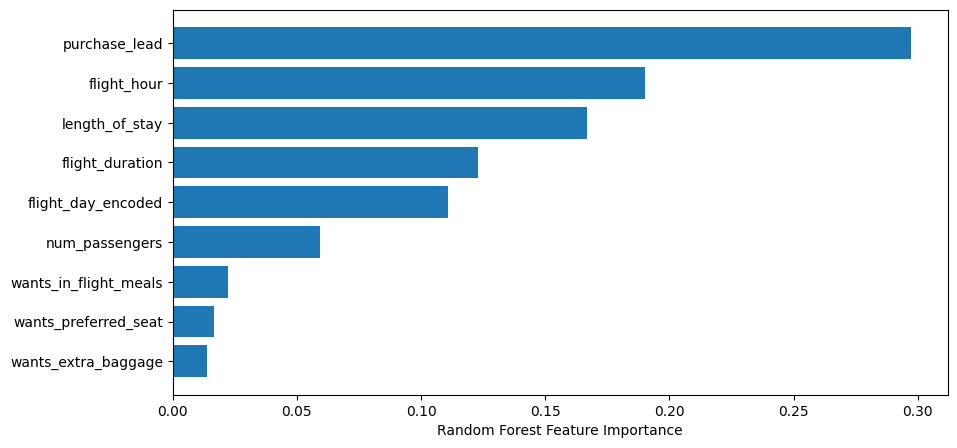 purchase_lead
flight_hour
length_of_stay
flight_duration
flight_day_encoded
num_passengers
wants_in_flight_meals
wants_preferred_seat
wants_extra_baggage
0.00 0.05 0.10 0.15 0.20 0.25 0.30
Random Forest Feature Importance